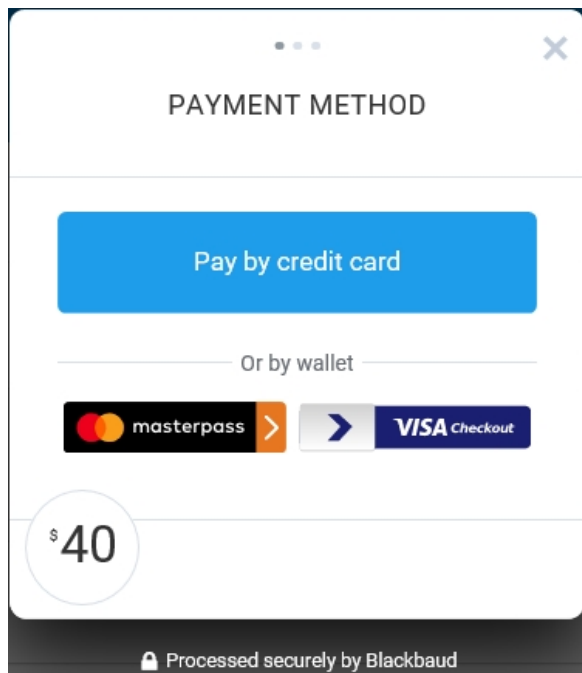 PAYMENT METHOD
Pay by credit card
Or by wallet
masterpass
VISA Checkout
$40
Processed securely by Blackbaud